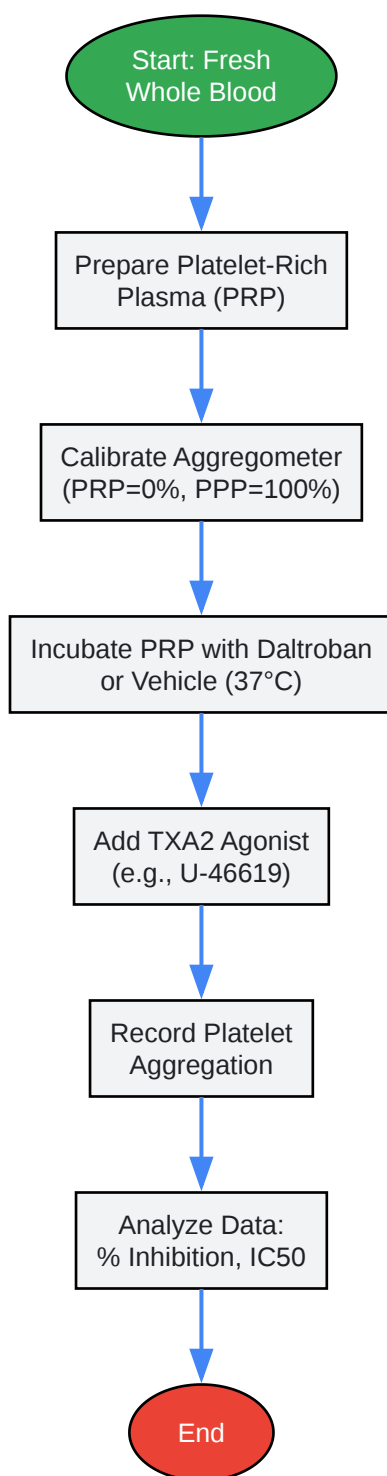 Start: Fresh
Whole Blood
Prepare Platelet-Rich
Plasma (PRP)
Calibrate Aggregometer
(PRP=0%, PPP=100%)
Incubate PRP with Daltroban
or Vehicle (37°C)
Add TXA2 Agonist
(e.g., U-46619)
Record Platelet
Aggregation
Analyze Data:
% Inhibition, IC50
End